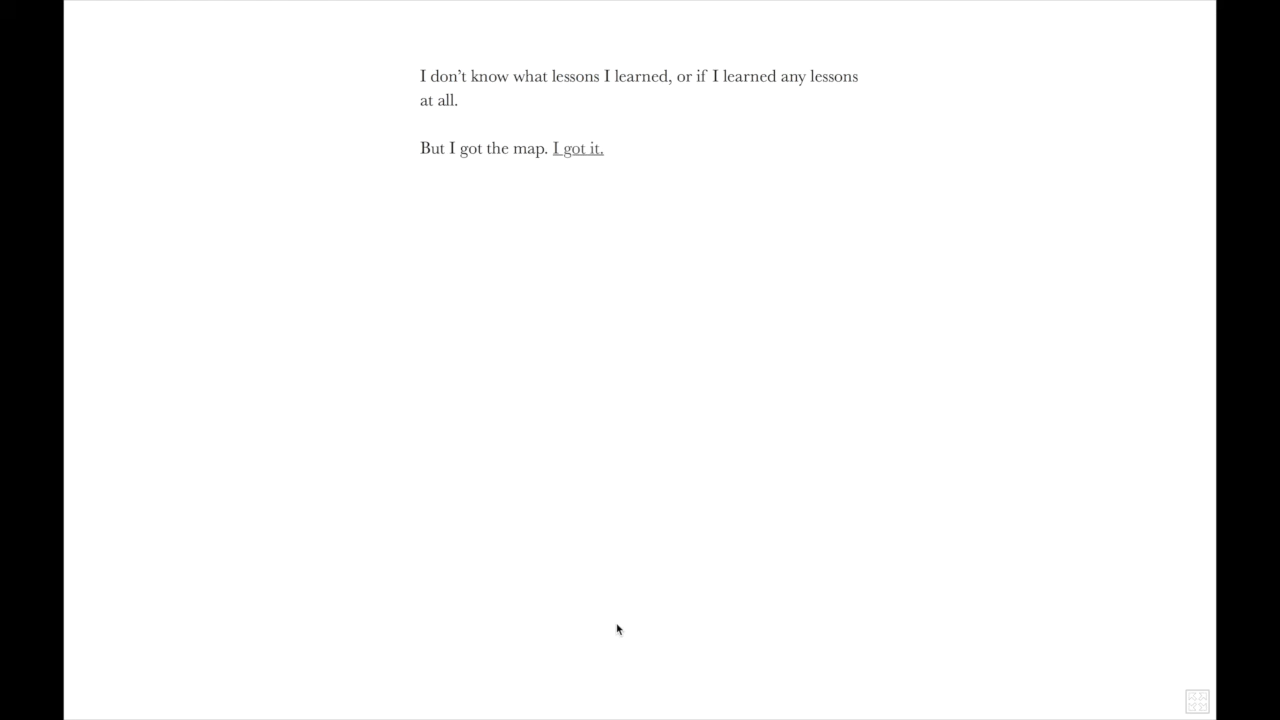 I don’t know what lessons I learned, or if I learned any lessons
at all.
But I got the map. I got it.